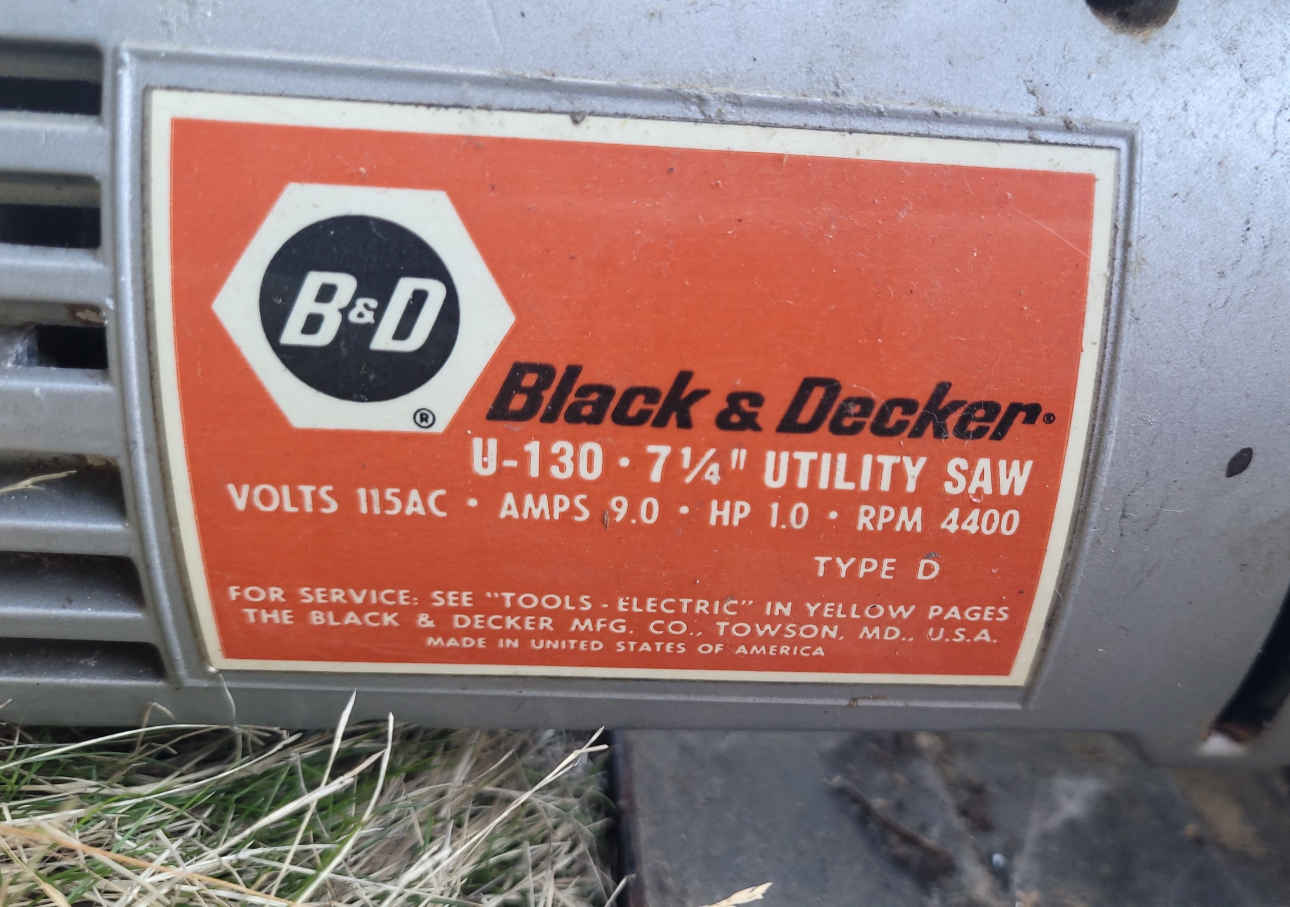 B&D
®
Black & Decker®
U-130 · 7 1/4" UTILITY SAW
VOLTS 115AC · AMPS 9.0 · HP 1.0 · RPM 4400
TYPE D
FOR SERVICE: SEE "TOOLS - ELECTRIC" IN YELLOW PAGES
THE BLACK & DECKER MFG. CO., TOWSON, MD., U.S.A.
MADE IN UNITED STATES OF AMERICA